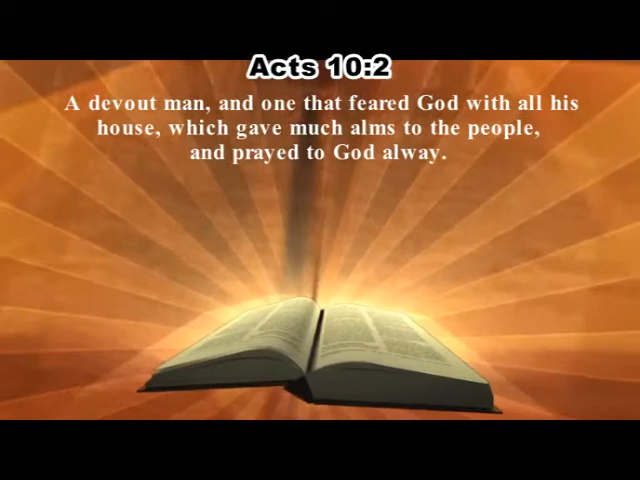 Acts 10:2
A devout man, and one that feared God with all his
house, which gave much alms to the people,
and prayed to God alway.